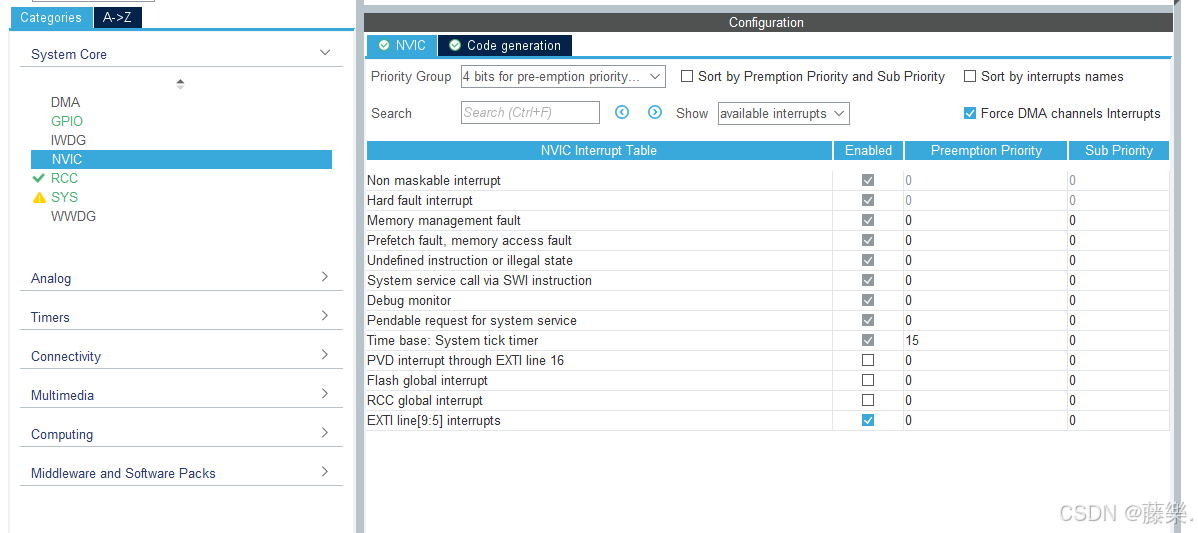 Categories A->Z
System Core
DMA
GPIO
IWDG
NVIC
RCC
SYS
WWDG
Analog
Timers
Connectivity
Multimedia
Computing
Middleware and Software Packs
Configuration
NVIC Code generation
Priority Group 4 bits for pre-emption priority... Sort by Premption Priority and Sub Priority Sort by interrupts names
Search Search (Ctrl+F) Show available interrupts Force DMA channels Interrupts
NVIC Interrupt Table Enabled Preemption Priority Sub Priority
Non maskable interrupt 0 0
Hard fault interrupt 0 0
Memory management fault 0 0
Prefetch fault, memory access fault 0 0
Undefined instruction or illegal state 0 0
System service call via SWI instruction 0 0
Debug monitor 0 0
Pendable request for system service 0 0
Time base: System tick timer 15 0
PVD interrupt through EXTI line 16 0 0
Flash global interrupt 0 0
RCC global interrupt 0 0
EXTI line[9:5] interrupts 0 0
CSDN @藤樂.